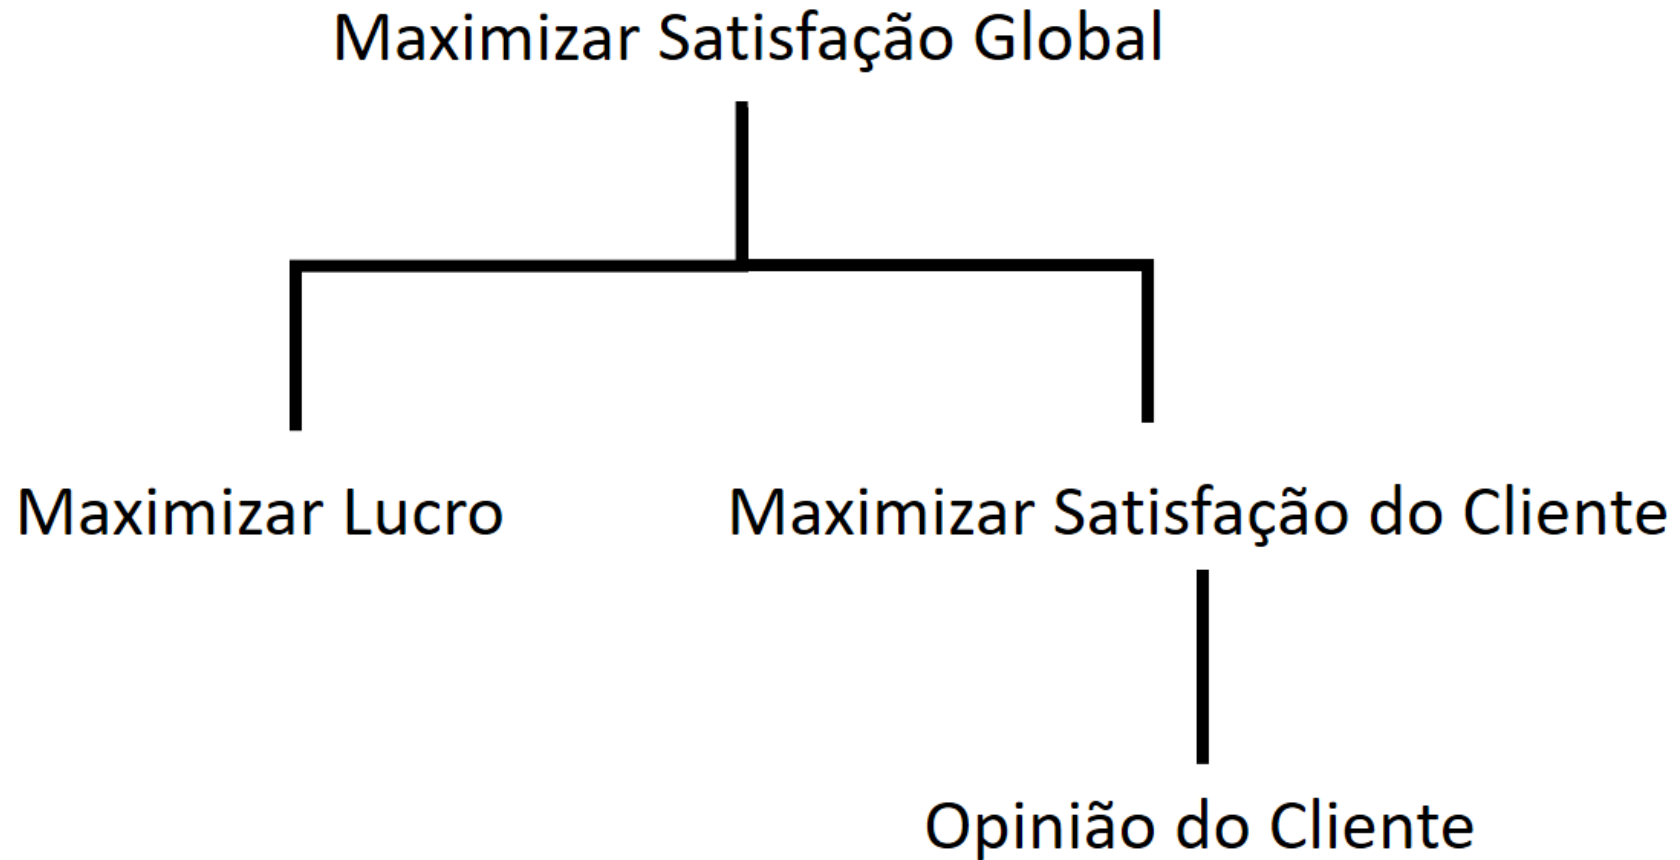 Maximizar Satisfação Global
Maximizar Lucro
Maximizar Satisfação do Cliente
Opinião do Cliente